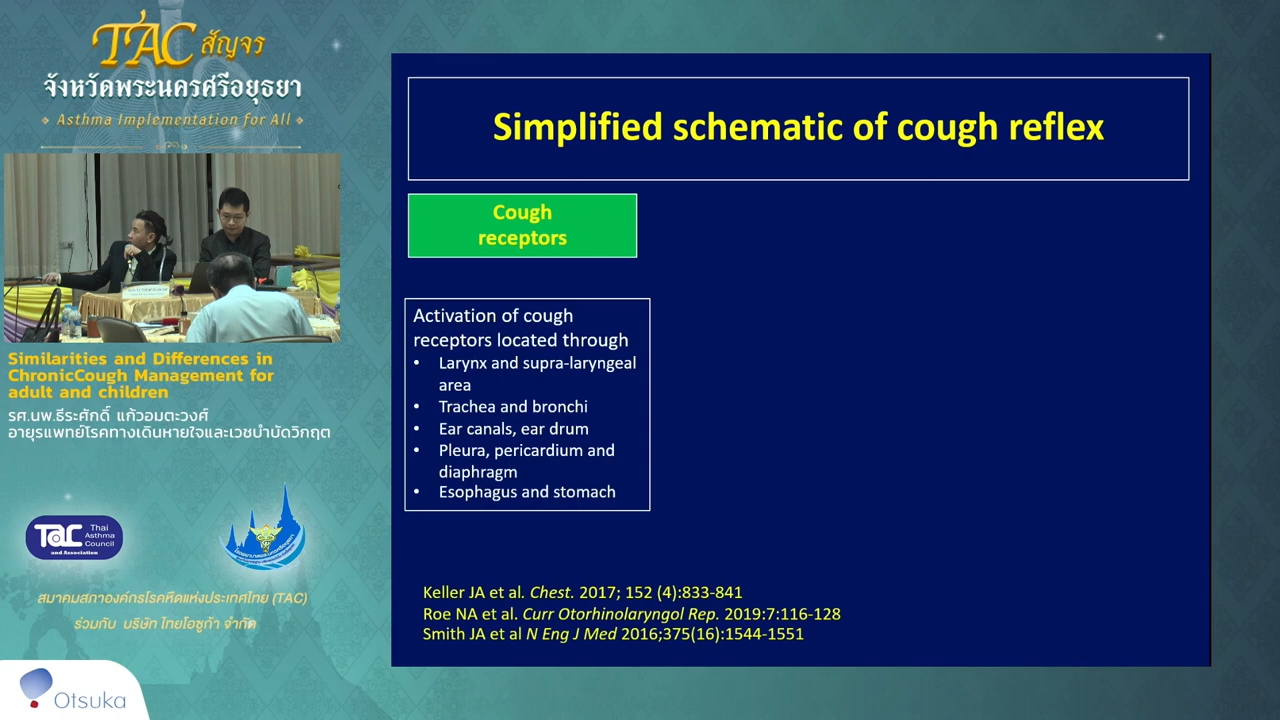 TAC สัญจร
จังหวัดพระนครศรีอยุธยา
Asthma Implementation for All
Similarities and Differences in
ChronicCough Management for
adult and children
รศ.นพ.ธีระศักดิ์ แก้วอมตะวงศ์
อายุรแพทย์โรคทางเดินหายใจและเวชบำบัดวิกฤต
TAC
Thai
Asthma
Council
and Association
สมาคมสภาองค์กรโรคหืดแห่งประเทศไทย (TAC)
ร่วมกับ บริษัท ไทยโอซูก้า จำกัด
Otsuka
Simplified schematic of cough reflex
Cough
receptors
Activation of cough
receptors located through
• Larynx and supra-laryngeal
area
• Trachea and bronchi
• Ear canals, ear drum
• Pleura, pericardium and
diaphragm
• Esophagus and stomach
Keller JA et al. Chest. 2017; 152 (4):833-841
Roe NA et al. Curr Otorhinolaryngol Rep. 2019:7:116-128
Smith JA et al N Eng J Med 2016;375(16):1544-1551